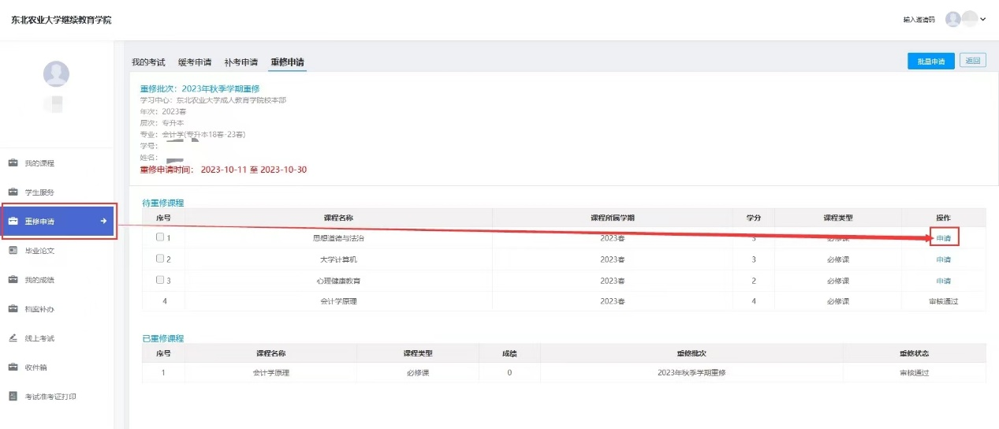 东北农业大学继续教育学院
输入邀请码
我的考试 缓考申请 补考申请 重修申请
批量申请 返回
重修批次：2023年秋季学期重修
学习中心：东北农业大学成人教育学院校本部
年次：2023春
层次：专升本
专业：会计学(专升本18春-23春)
学号：
姓名：
重修申请时间： 2023-10-11 至 2023-10-30
我的课程
学生服务
重修申请
毕业论文
我的成绩
档案补办
线上考试
收件箱
考试准考证打印
待重修课程
序号 课程名称 课程所属学期 学分 课程类型 操作
1 思想道德与法治 2023春 3 必修课 申请
2 大学计算机 2023春 3 必修课 申请
3 心理健康教育 2023春 2 必修课 申请
4 会计学原理 2023春 4 必修课 审核通过
已重修课程
序号 课程名称 课程类型 成绩 重修批次 重修状态
1 会计学原理 必修课 0 2023年秋季学期重修 审核通过